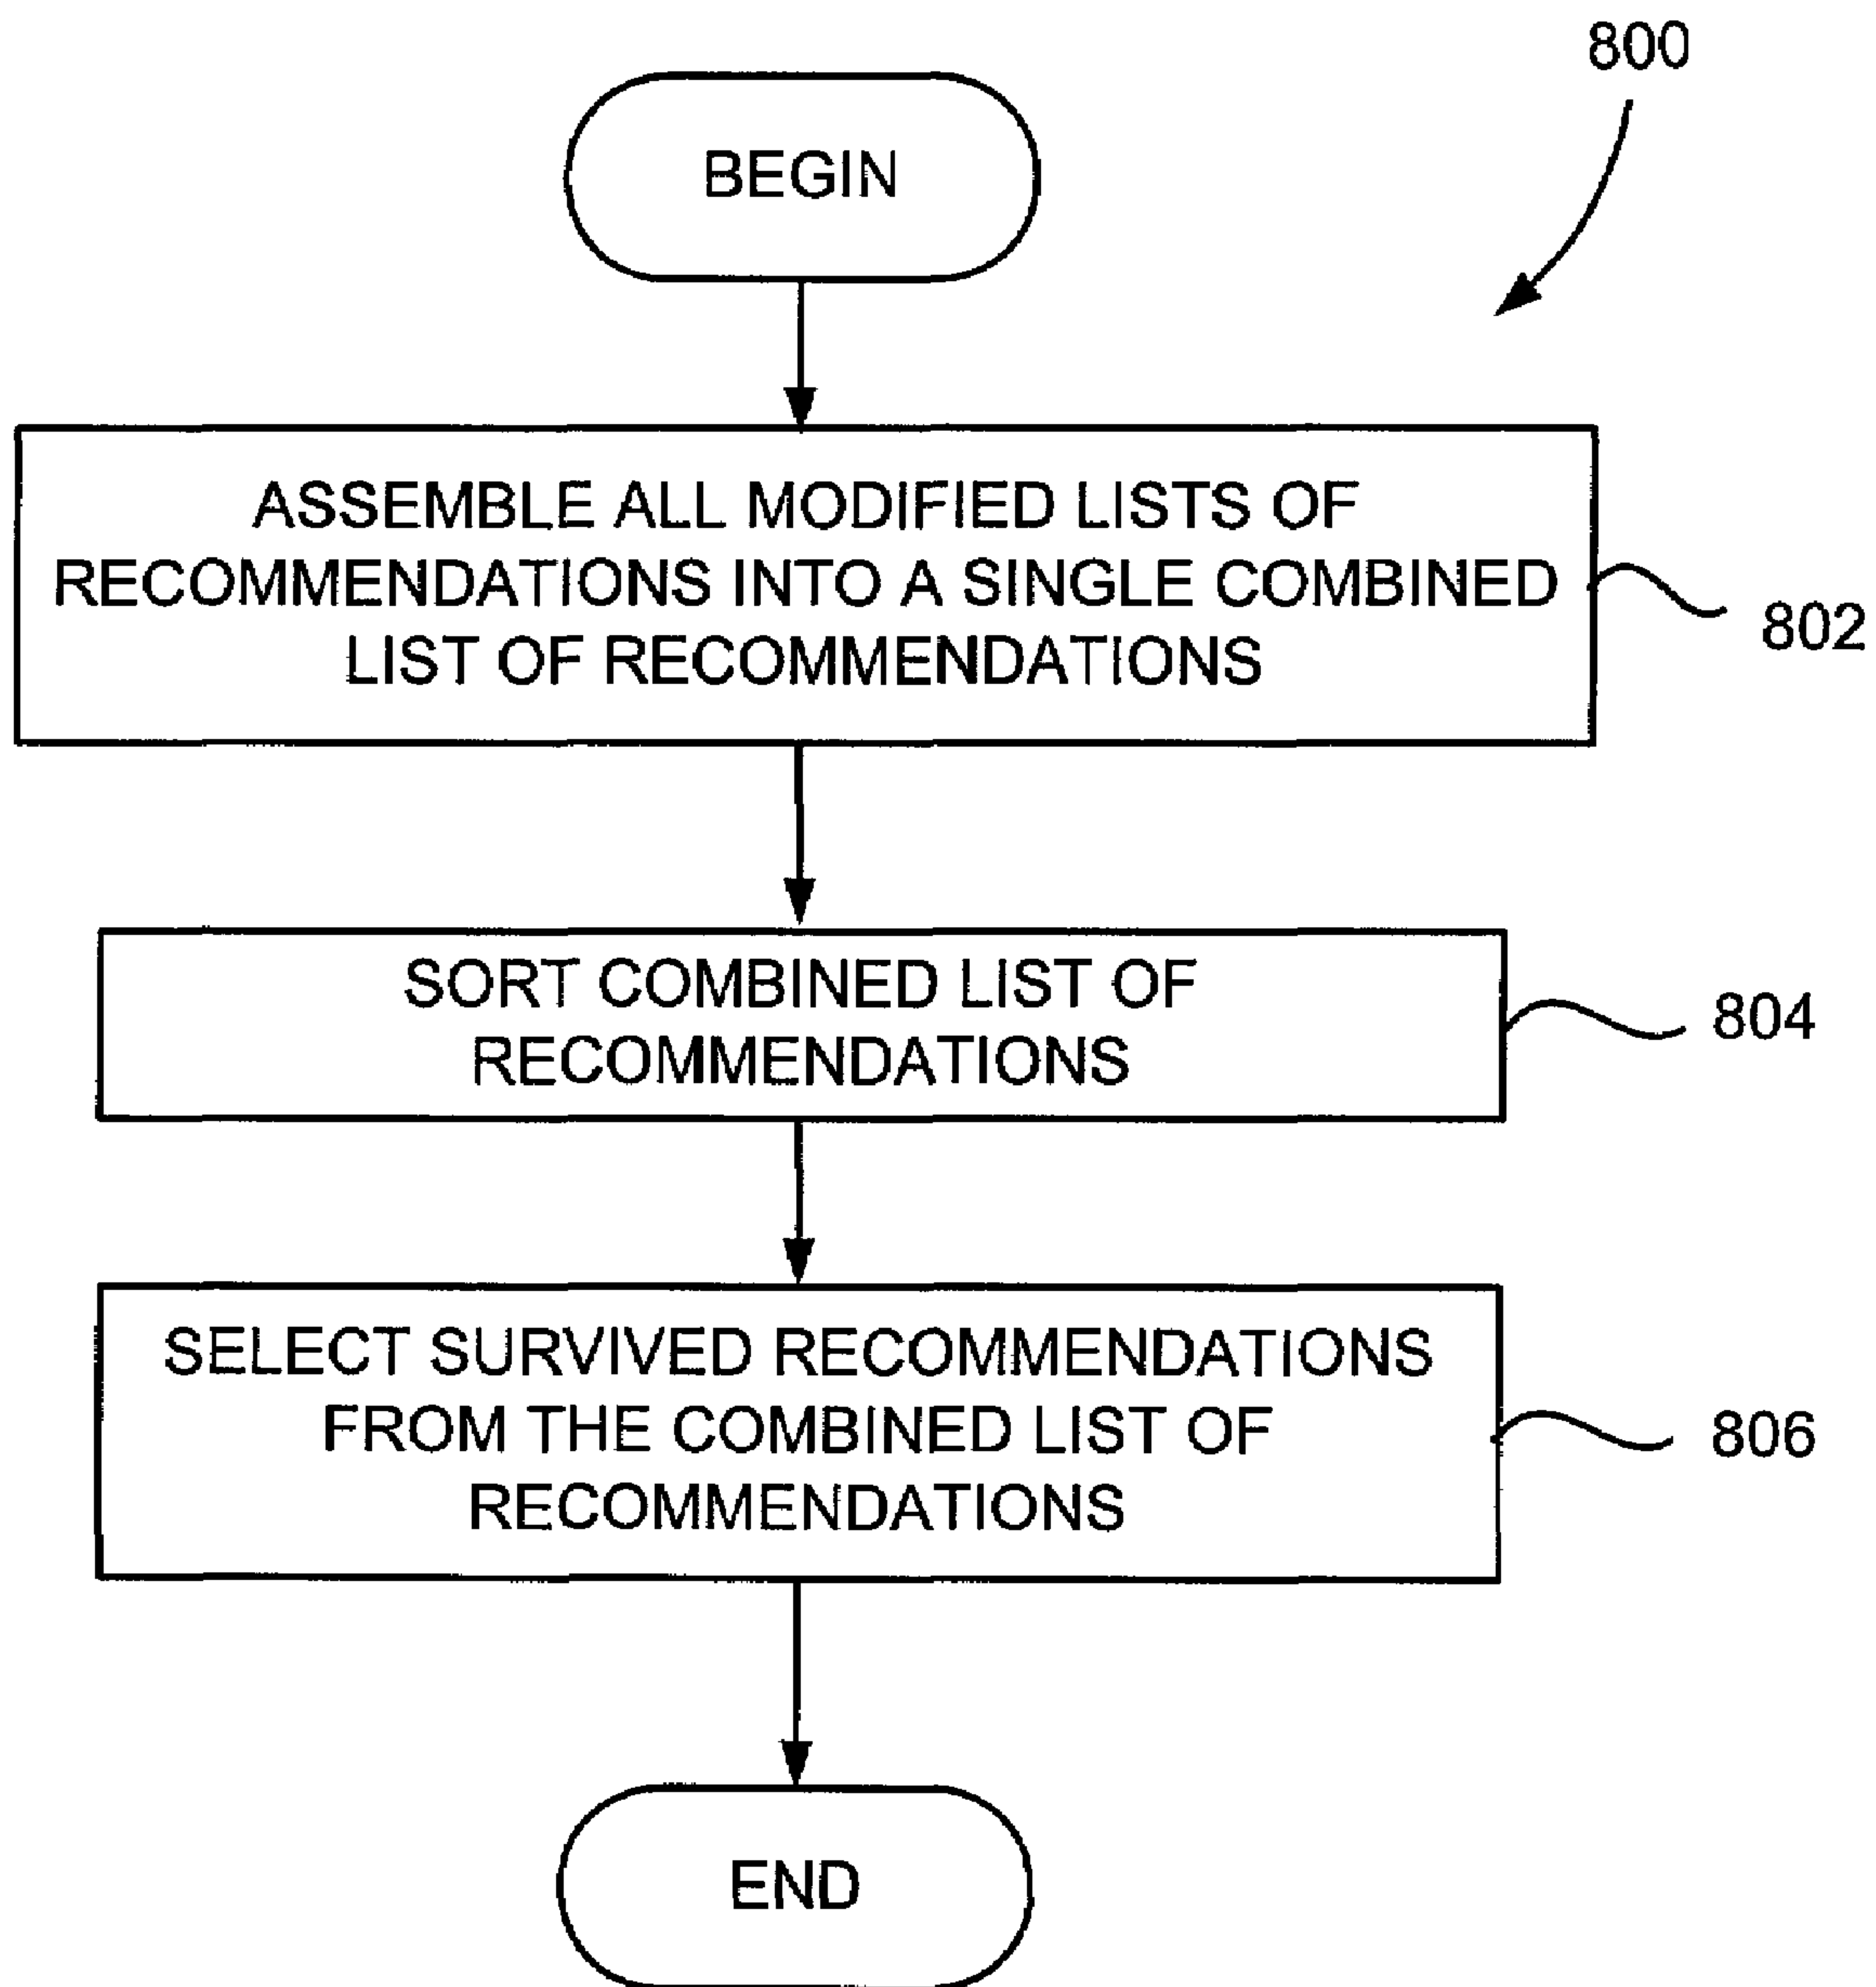 800
BEGIN
ASSEMBLE ALL MODIFIED LISTS OF
RECOMMENDATIONS INTO A SINGLE COMBINED
LIST OF RECOMMENDATIONS
802
SORT COMBINED LIST OF
RECOMMENDATIONS
804
SELECT SURVIVED RECOMMENDATIONS
FROM THE COMBINED LIST OF
RECOMMENDATIONS
806
END